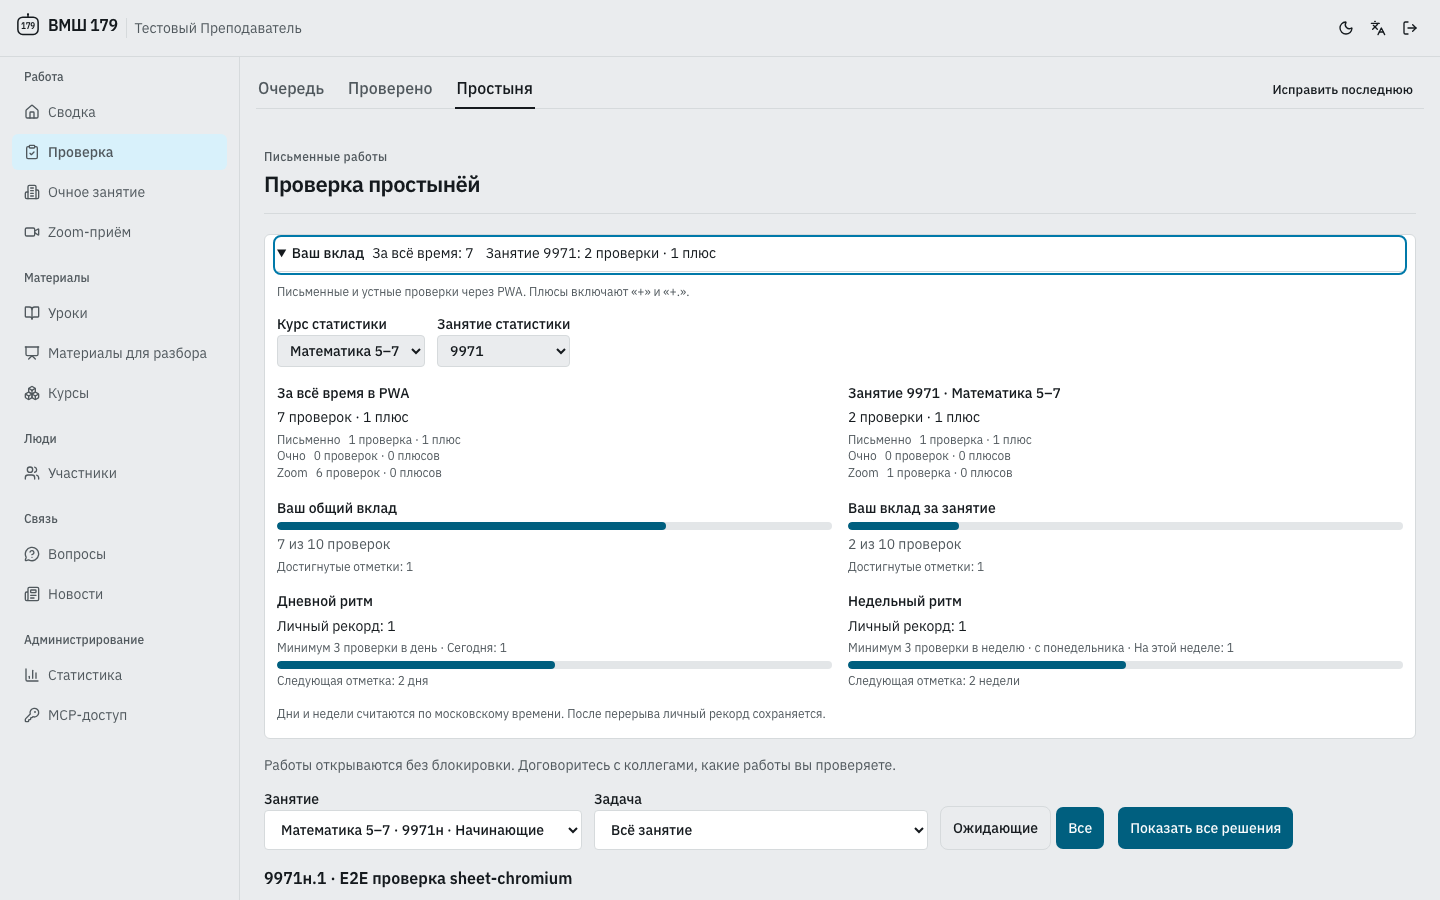 179
ВМШ 179
Тестовый Преподаватель
Работа
Сводка
Проверка
Очное занятие
Zoom-приём
Материалы
Уроки
Материалы для разбора
Курсы
Люди
Участники
Связь
Вопросы
Новости
Администрирование
Статистика
MCP-доступ
Очередь Проверено Простыня
Исправить последнюю
Письменные работы
Проверка простынёй
Ваш вклад За всё время: 7 Занятие 9971: 2 проверки · 1 плюс
Письменные и устные проверки через PWA. Плюсы включают «+» и «+.».
Курс статистики Занятие статистики
Математика 5–7 9971
За всё время в PWA
7 проверок · 1 плюс
Письменно 1 проверка · 1 плюс
Очно 0 проверок · 0 плюсов
Zoom 6 проверок · 0 плюсов
Занятие 9971 · Математика 5–7
2 проверки · 1 плюс
Письменно 1 проверка · 1 плюс
Очно 0 проверок · 0 плюсов
Zoom 1 проверка · 0 плюсов
Ваш общий вклад
7 из 10 проверок
Достигнутые отметки: 1
Ваш вклад за занятие
2 из 10 проверок
Достигнутые отметки: 1
Дневной ритм
Личный рекорд: 1
Минимум 3 проверки в день · Сегодня: 1
Следующая отметка: 2 дня
Недельный ритм
Личный рекорд: 1
Минимум 3 проверки в неделю · с понедельника · На этой неделе: 1
Следующая отметка: 2 недели
Дни и недели считаются по московскому времени. После перерыва личный рекорд сохраняется.
Работы открываются без блокировки. Договоритесь с коллегами, какие работы вы проверяете.
Занятие Задача
Математика 5–7 · 9971н · Начинающие Всё занятие Ожидающие Все Показать все решения
9971н.1 · E2E проверка sheet-chromium